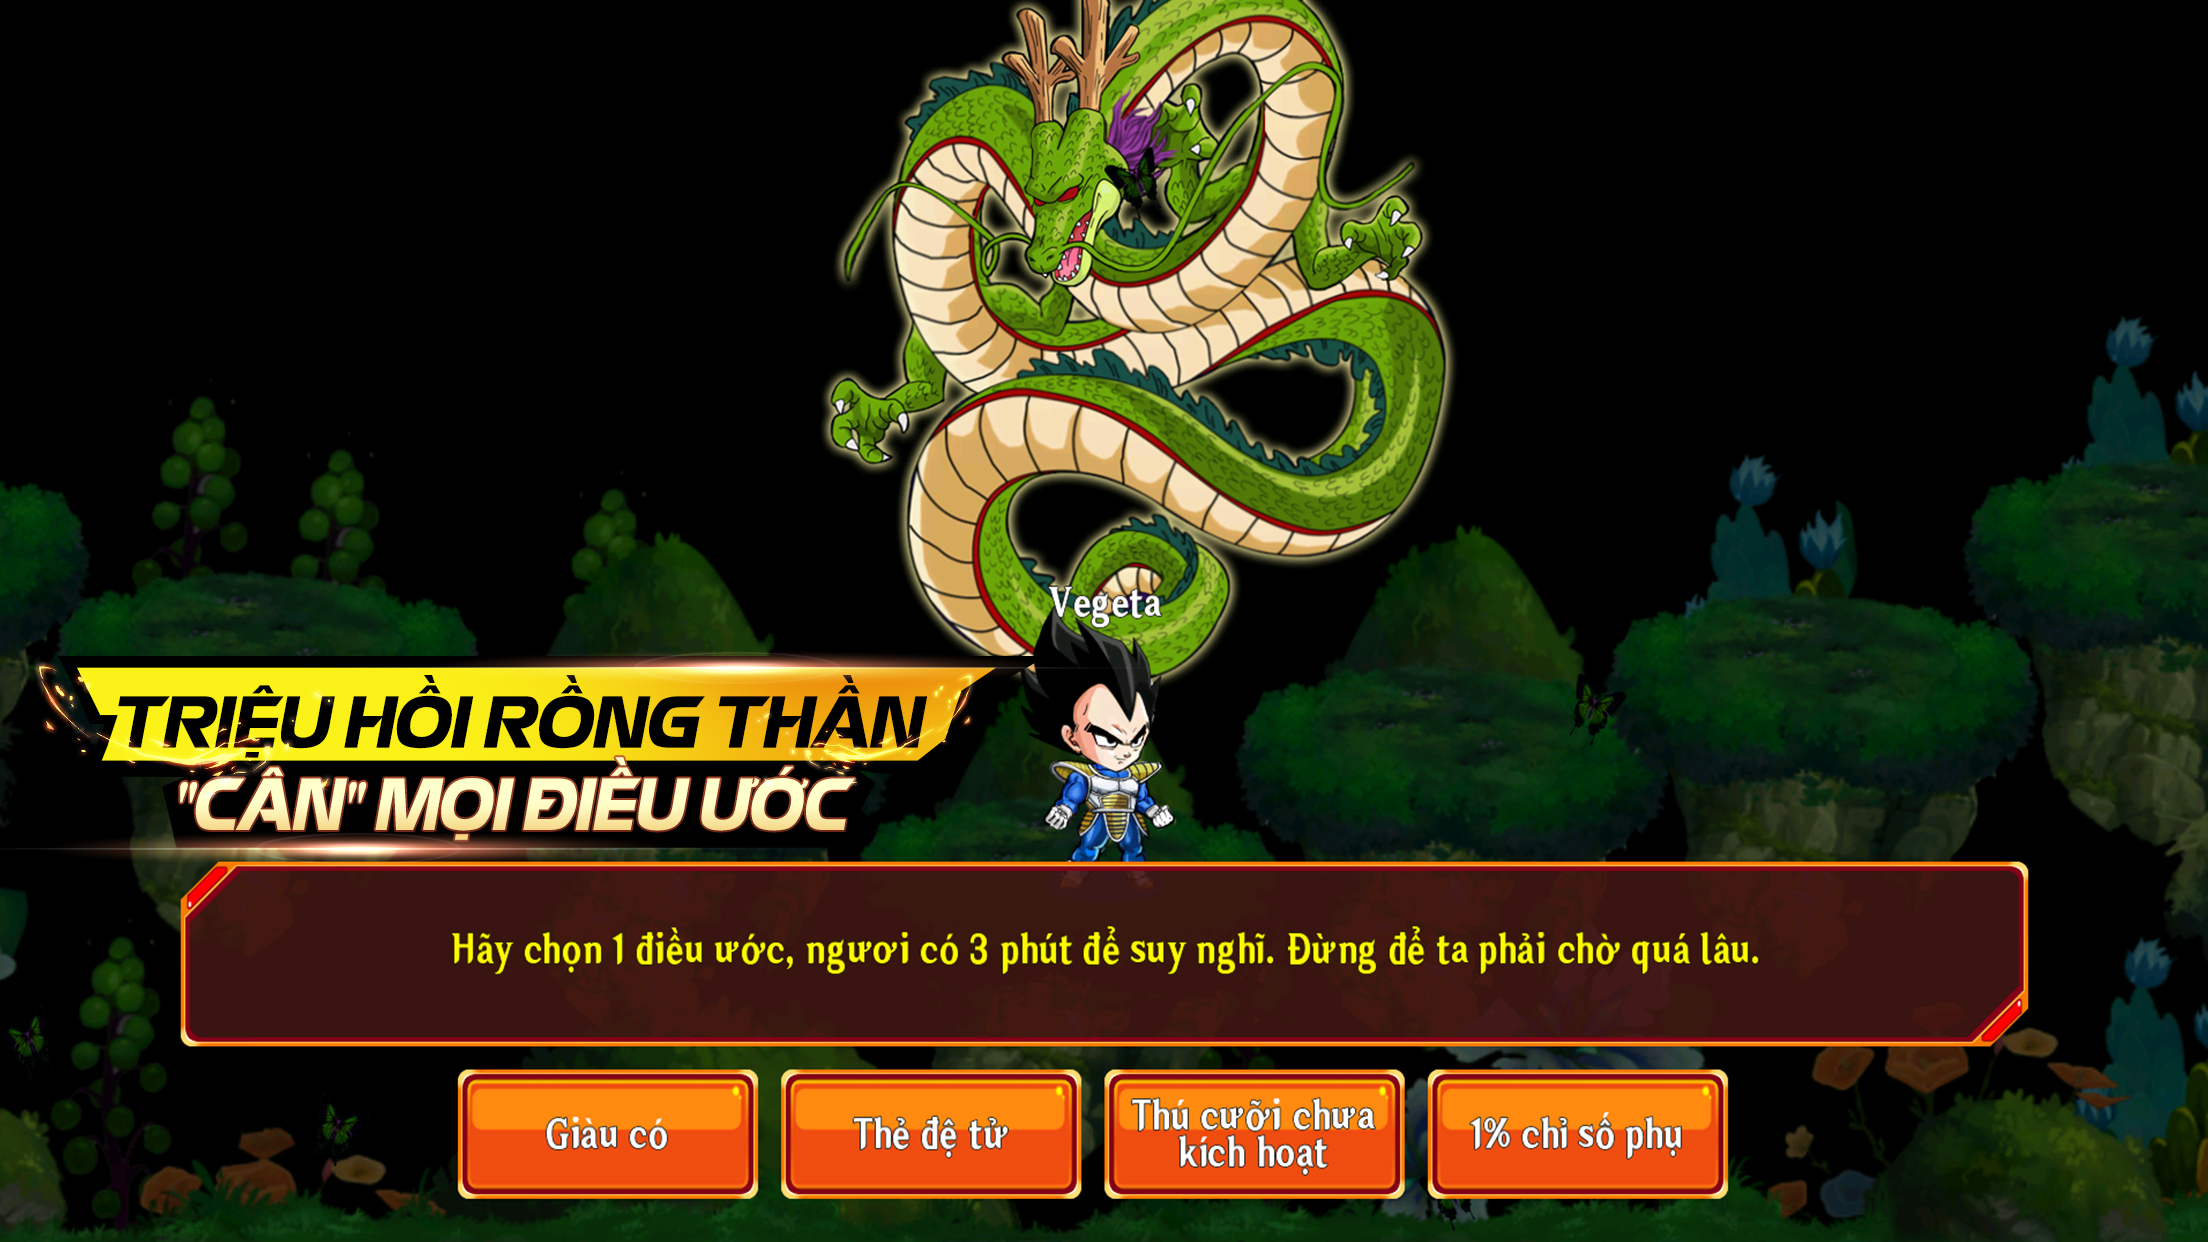 Vegeta
TRIỆU HỒI RỒNG THẦN
"CÂN" MỌI ĐIỀU ƯỚC
Hãy chọn 1 điều ước, ngươi có 3 phút để suy nghĩ. Đừng để ta phải chờ quá lâu.
Giàu có
Thẻ đệ tử
Thú cưỡi chưa
kích hoạt
1% chỉ số phụ